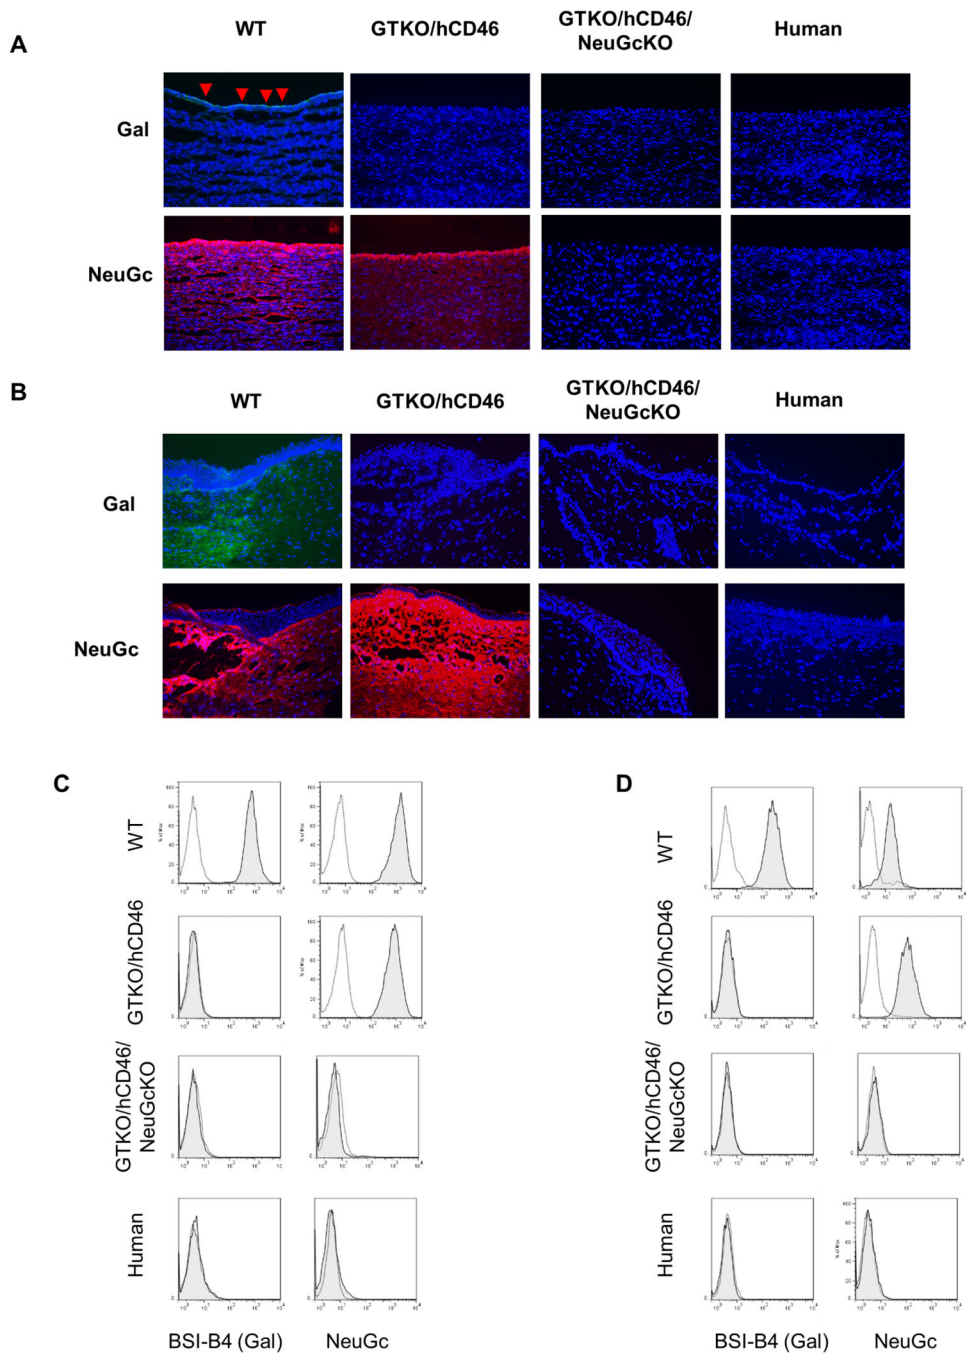 A
WT
GTKO/hCD46
GTKO/hCD46/
NeuGcKO
Human
Gal
NeuGc
B
WT
GTKO/hCD46
GTKO/hCD46/
NeuGcKO
Human
Gal
NeuGc
C
WT
GTKO/hCD46
GTKO/hCD46/
NeuGcKO
Human
BSI-B4 (Gal)
NeuGc
D
WT
GTKO/hCD46
GTKO/hCD46/
NeuGcKO
Human
BSI-B4 (Gal)
NeuGc